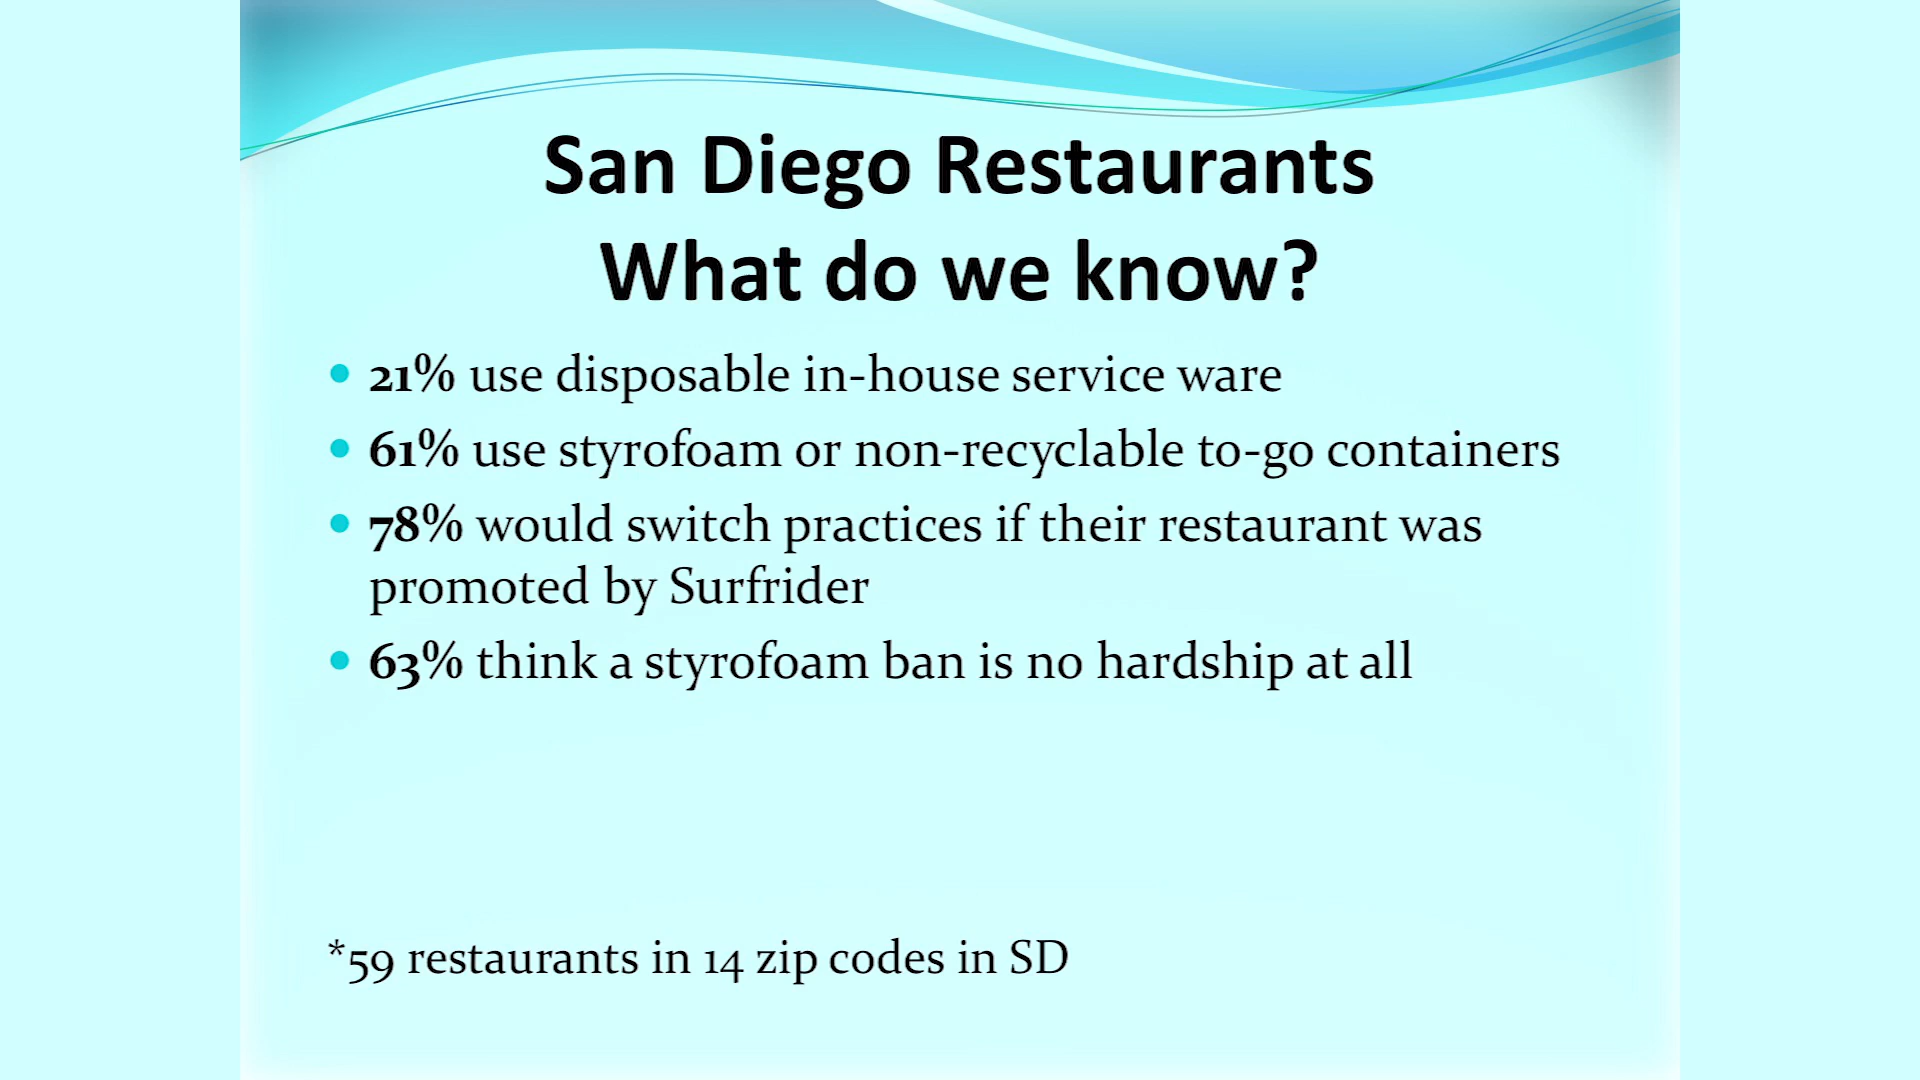 San Diego Restaurants
What do we know?
• 21% use disposable in-house service ware
• 61% use styrofoam or non-recyclable to-go containers
• 78% would switch practices if their restaurant was
promoted by Surfrider
• 63% think a styrofoam ban is no hardship at all
*59 restaurants in 14 zip codes in SD